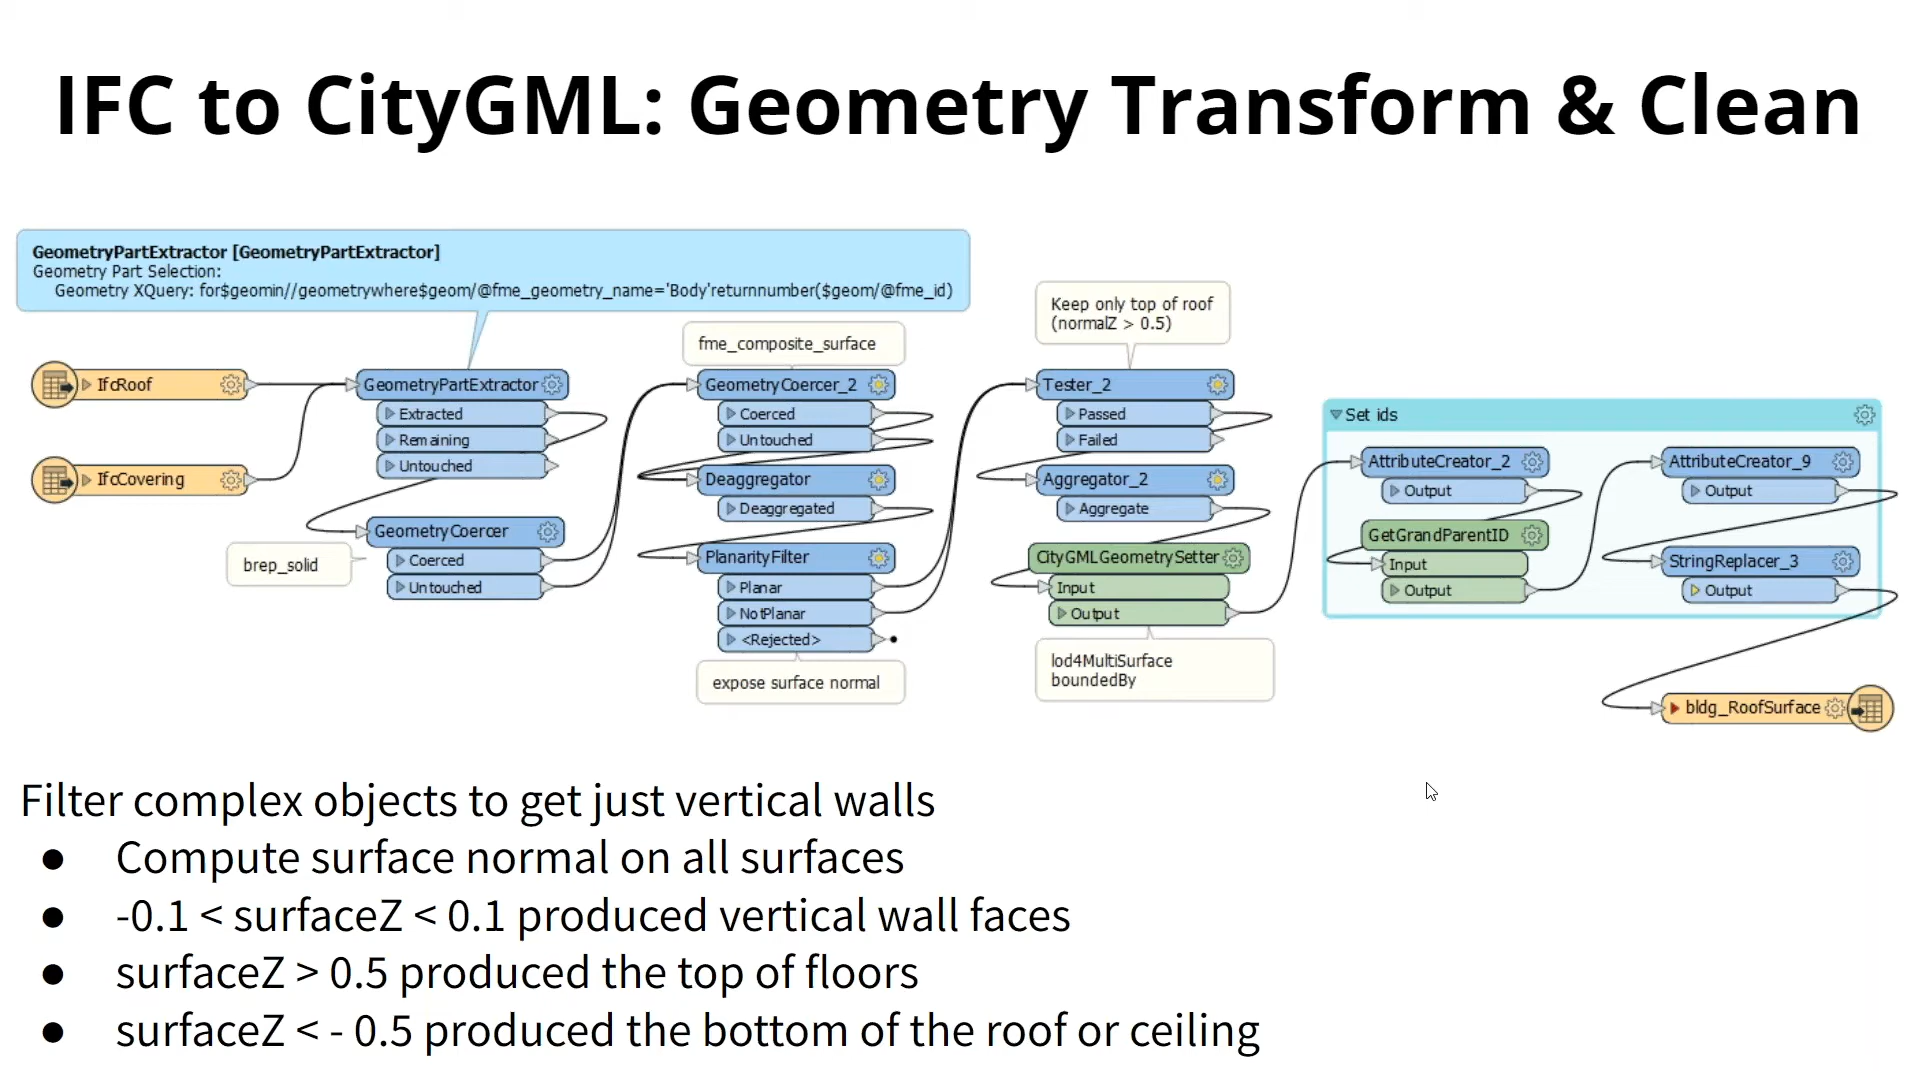 IFC to CityGML: Geometry Transform & Clean
GeometryPartExtractor [GeometryPartExtractor]
Geometry Part Selection:
Geometry XQuery: for$geomin//geometrywhere$geom/@fme_geometry_name='Body'returnnumber($geom/@fme_id)
IfcRoof
IfcCovering
GeometryPartExtractor
Extracted
Remaining
Untouched
GeometryCoercer
Coerced
Untouched
brep_solid
fme_composite_surface
GeometryCoercer_2
Coerced
Untouched
Deaggregator
Deaggregated
PlanarityFilter
Planar
NotPlanar
<Rejected>
expose surface normal
Keep only top of roof
(normalZ > 0.5)
Tester_2
Passed
Failed
Aggregator_2
Aggregate
CityGMLGeometrySetter
Input
Output
lod4MultiSurface
boundedBy
Set ids
AttributeCreator_2
Output
GetGrandParentID
Input
Output
AttributeCreator_9
Output
StringReplacer_3
Output
bldg_RoofSurface
Filter complex objects to get just vertical walls
● Compute surface normal on all surfaces
● -0.1 < surfaceZ < 0.1 produced vertical wall faces
● surfaceZ > 0.5 produced the top of floors
● surfaceZ < - 0.5 produced the bottom of the roof or ceiling